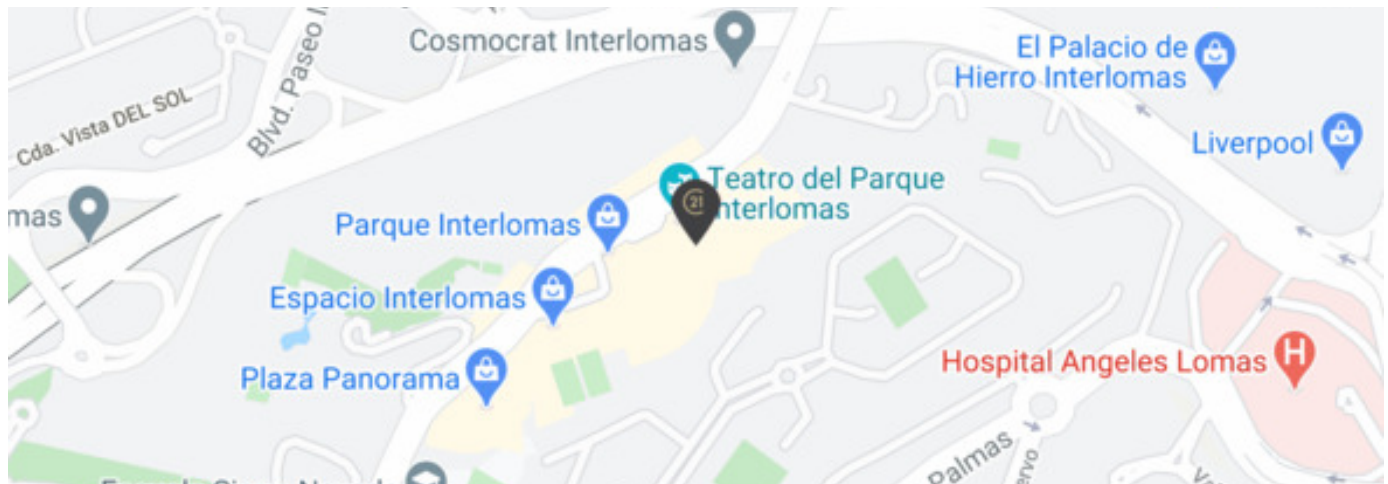 Cosmocrat Interlomas
El Palacio de
Hierro Interlomas
Blvd. Paseo
Cda. Vista DEL SOL
Liverpool
Teatro del Parque
Interlomas
21
mas
Parque Interlomas
Espacio Interlomas
Hospital Angeles Lomas
H
Plaza Panorama
Palmas